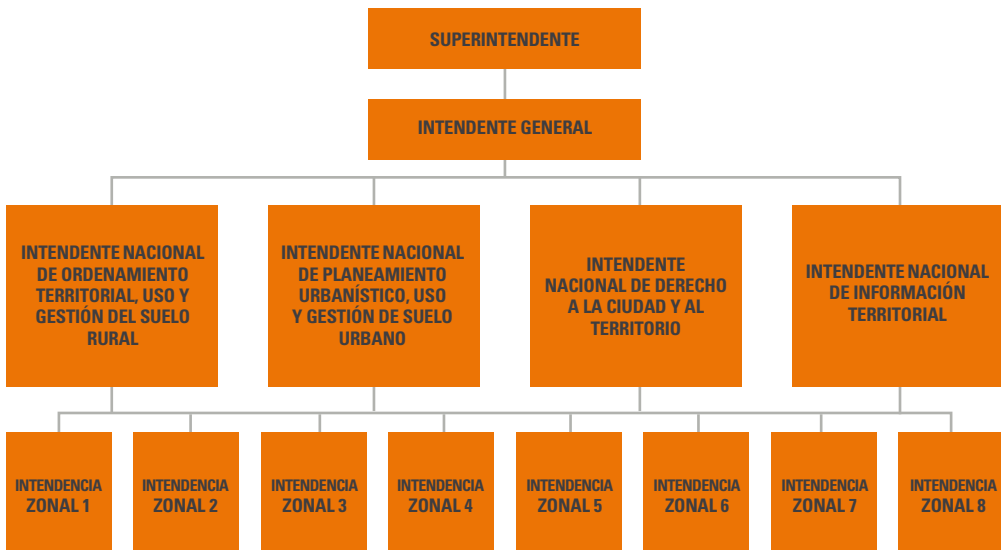 SUPERINTENDENTE
INTENDENTE GENERAL
INTENDENTE NACIONAL
DE ORDENAMIENTO
TERRITORIAL, USO Y
GESTIÓN DEL SUELO
RURAL
INTENDENTE NACIONAL
DE PLANEAMIENTO
URBANÍSTICO, USO
Y GESTIÓN DE SUELO
URBANO
INTENDENTE
NACIONAL DE DERECHO
A LA CIUDAD Y AL
TERRITORIO
INTENDENTE NACIONAL
DE INFORMACIÓN
TERRITORIAL
INTENDENCIA
ZONAL 1
INTENDENCIA
ZONAL 2
INTENDENCIA
ZONAL 3
INTENDENCIA
ZONAL 4
INTENDENCIA
ZONAL 5
INTENDENCIA
ZONAL 6
INTENDENCIA
ZONAL 7
INTENDENCIA
ZONAL 8